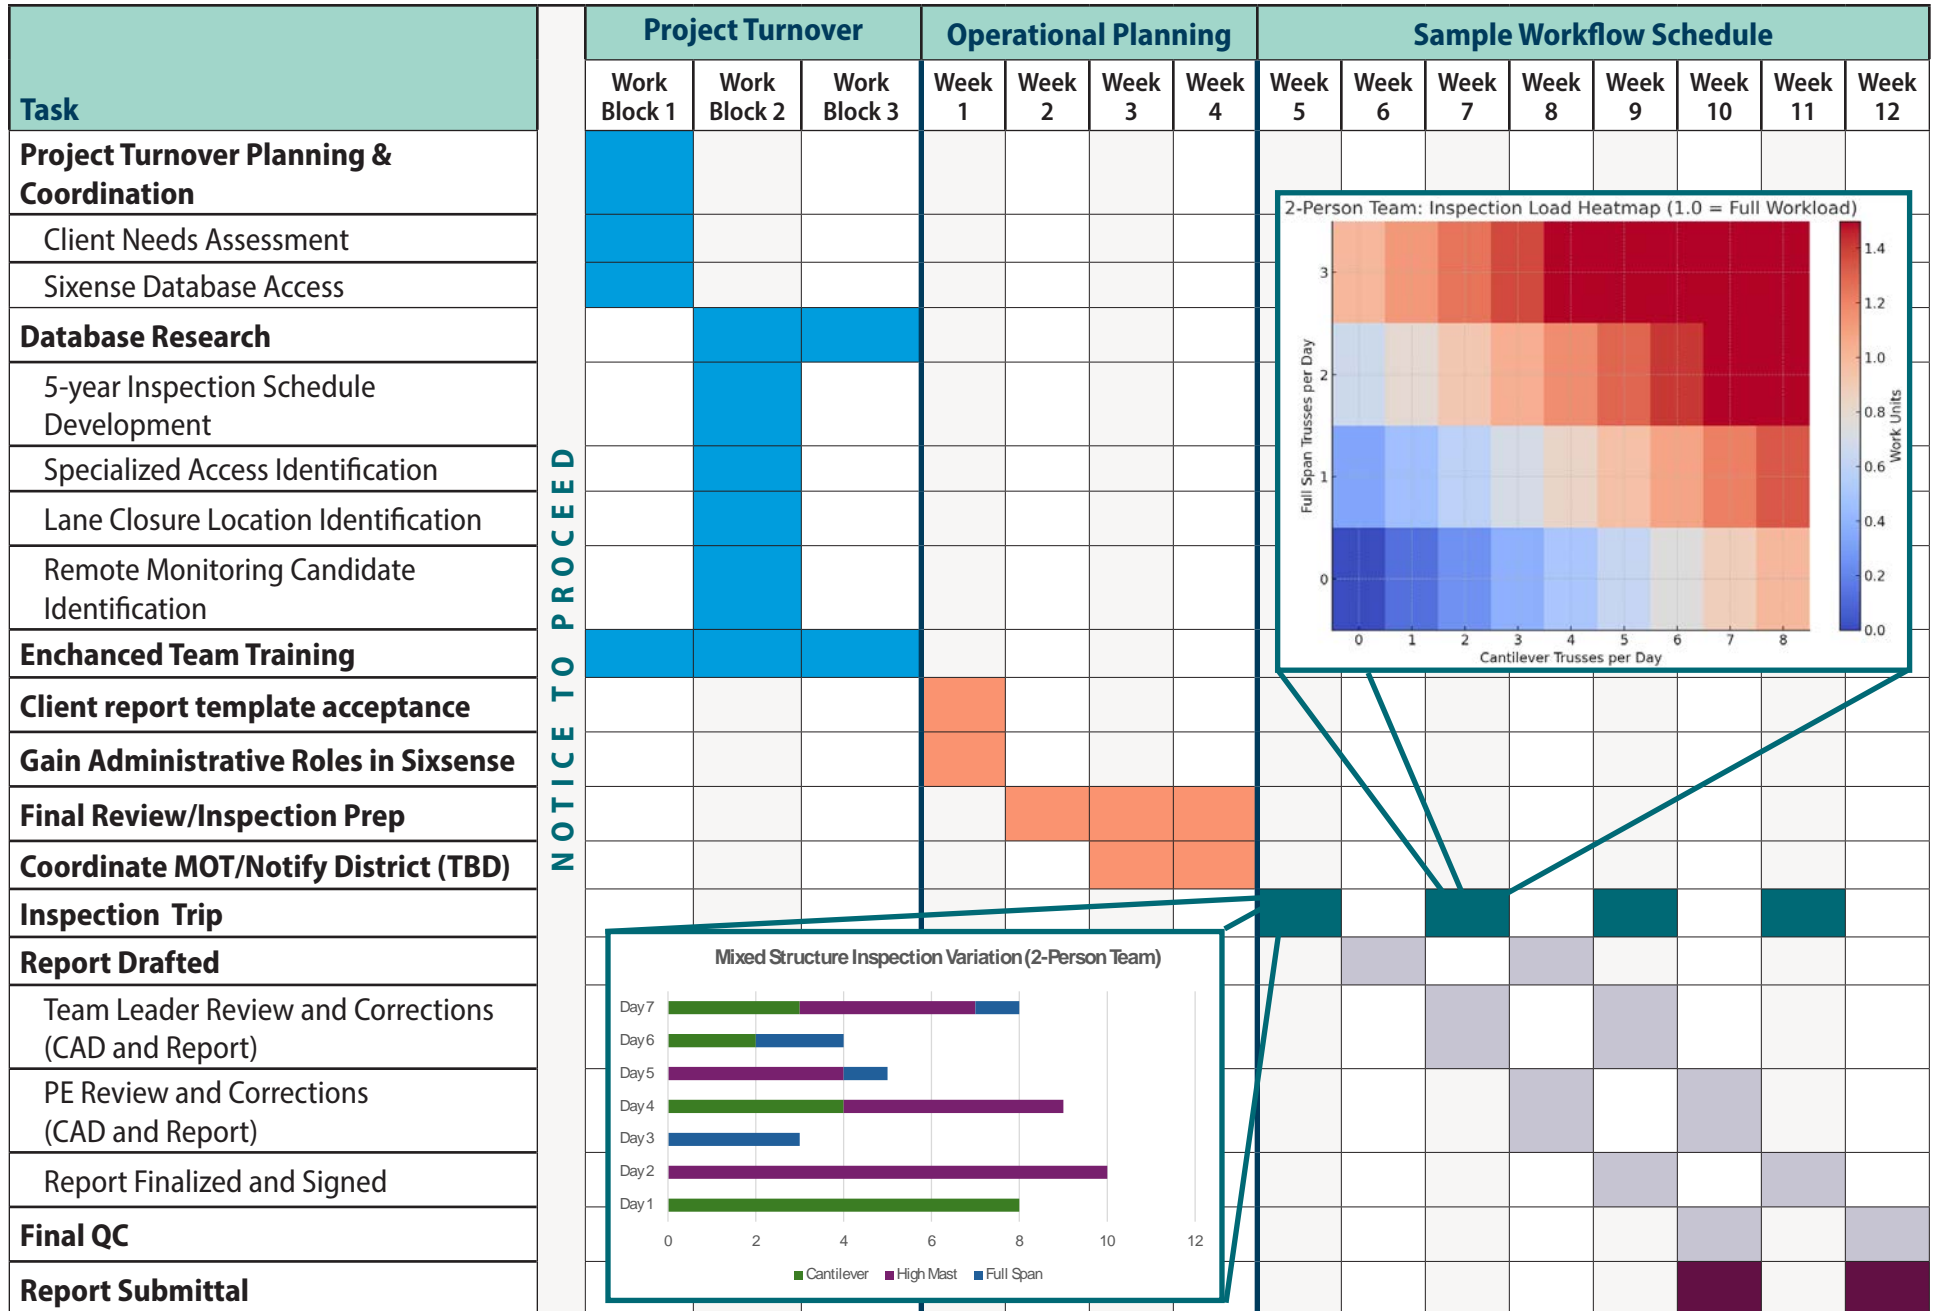 Project Turnover
Operational Planning
Sample Workflow Schedule
Task
Work Block 1
Work Block 2
Work Block 3
Week 1
Week 2
Week 3
Week 4
Week 5
Week 6
Week 7
Week 8
Week 9
Week 10
Week 11
Week 12
NOTICE TO PROCEED
Project Turnover Planning &
Coordination
Client Needs Assessment
Sixense Database Access
Database Research
5-year Inspection Schedule
Development
Specialized Access Identification
Lane Closure Location Identification
Remote Monitoring Candidate
Identification
Enchanced Team Training
Client report template acceptance
Gain Administrative Roles in Sixsense
Final Review/Inspection Prep
Coordinate MOT/Notify District (TBD)
Inspection Trip
Report Drafted
Team Leader Review and Corrections
(CAD and Report)
PE Review and Corrections
(CAD and Report)
Report Finalized and Signed
Final QC
Report Submittal
2-Person Team: Inspection Load Heatmap (1.0 = Full Workload)
Full Span Trusses per Day
3
2
1
0
0 1 2 3 4 5 6 7 8
Cantilever Trusses per Day
1.4
1.2
1.0
0.8
0.6
0.4
0.2
0.0
Work Units
Mixed Structure Inspection Variation (2-Person Team)
Day 7
Day 6
Day 5
Day 4
Day 3
Day 2
Day 1
0 2 4 6 8 10 12
Cantilever High Mast Full Span